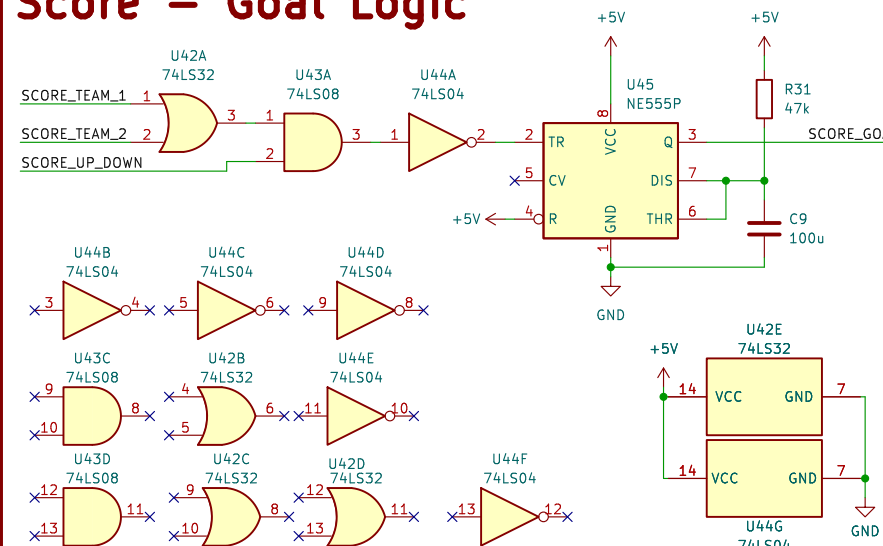 Score – Goal Logic
+5V
+5V
U42A
74LS32
U43A
74LS08
U44A
74LS04
U45
NE555P
R31
47k
SCORE_TEAM_1
1
2
3
SCORE_TEAM_2
SCORE_UP_DOWN
1
2
3
1
2
2
TR
VCC
8
Q
3
SCORE_GO
5
CV
DIS
7
+5V
4
R
GND
1
THR
6
C9
100u
GND
U44B
74LS04
3
4
U44C
74LS04
5
6
U44D
74LS04
9
8
U43C
74LS08
9
10
8
U42B
74LS32
4
5
6
U44E
74LS04
11
10
U43D
74LS08
12
13
11
U42C
74LS32
9
10
8
U42D
74LS32
12
13
11
U44F
74LS04
13
12
U42E
74LS32
+5V
14
VCC
GND
7
14
VCC
GND
7
U44G
74LS04
GND